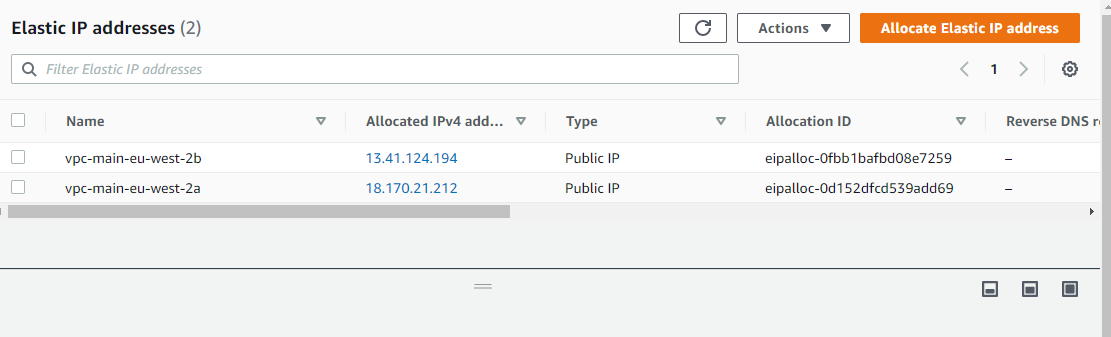 Elastic IP addresses (2) Actions Allocate Elastic IP address
Filter Elastic IP addresses 1
Name Allocated IPv4 add... Type Allocation ID Reverse DNS r
vpc-main-eu-west-2b 13.41.124.194 Public IP eipalloc-0fbb1bafbd08e7259 –
vpc-main-eu-west-2a 18.170.21.212 Public IP eipalloc-0d152dfcd539add69 –